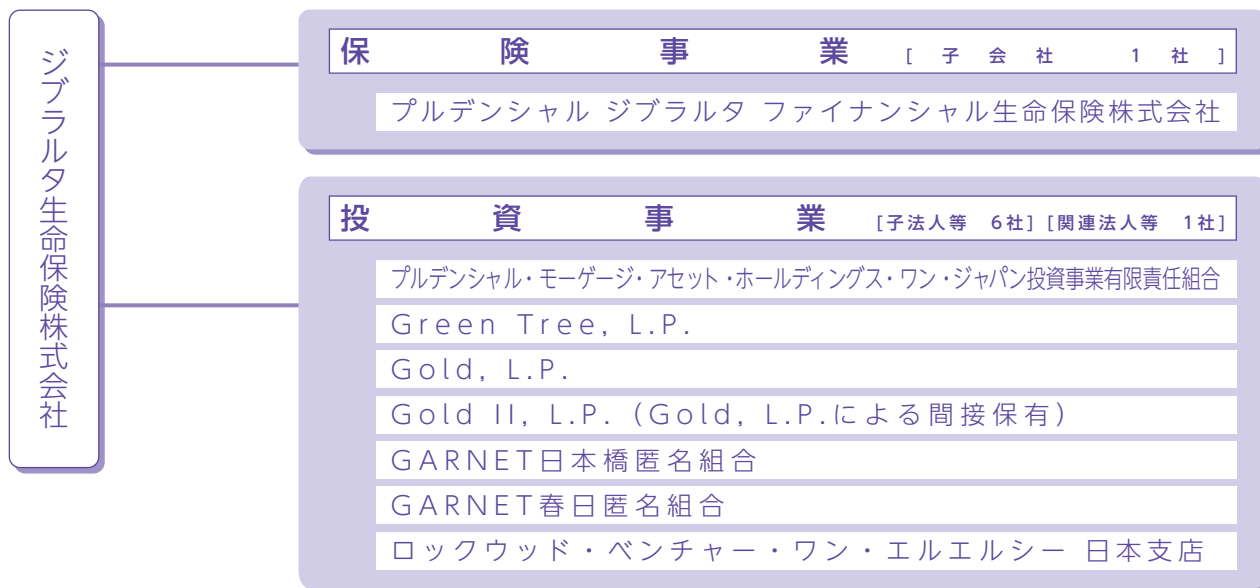 ジブラルタ生命保険株式会社
保険事業 [子会社 1社]
プルデンシャル ジブラルタ ファイナンシャル生命保険株式会社
投資事業 [子法人等 6社] [関連法人等 1社]
プルデンシャル・モーゲージ・アセット・ホールディングス・ワン・ジャパン投資事業有限責任組合
Green Tree, L.P.
Gold, L.P.
Gold II, L.P. (Gold, L.P.による間接保有)
GARNET日本橋匿名組合
GARNET春日匿名組合
ロックウッド・ベンチャー・ワン・エルエルシー 日本支店